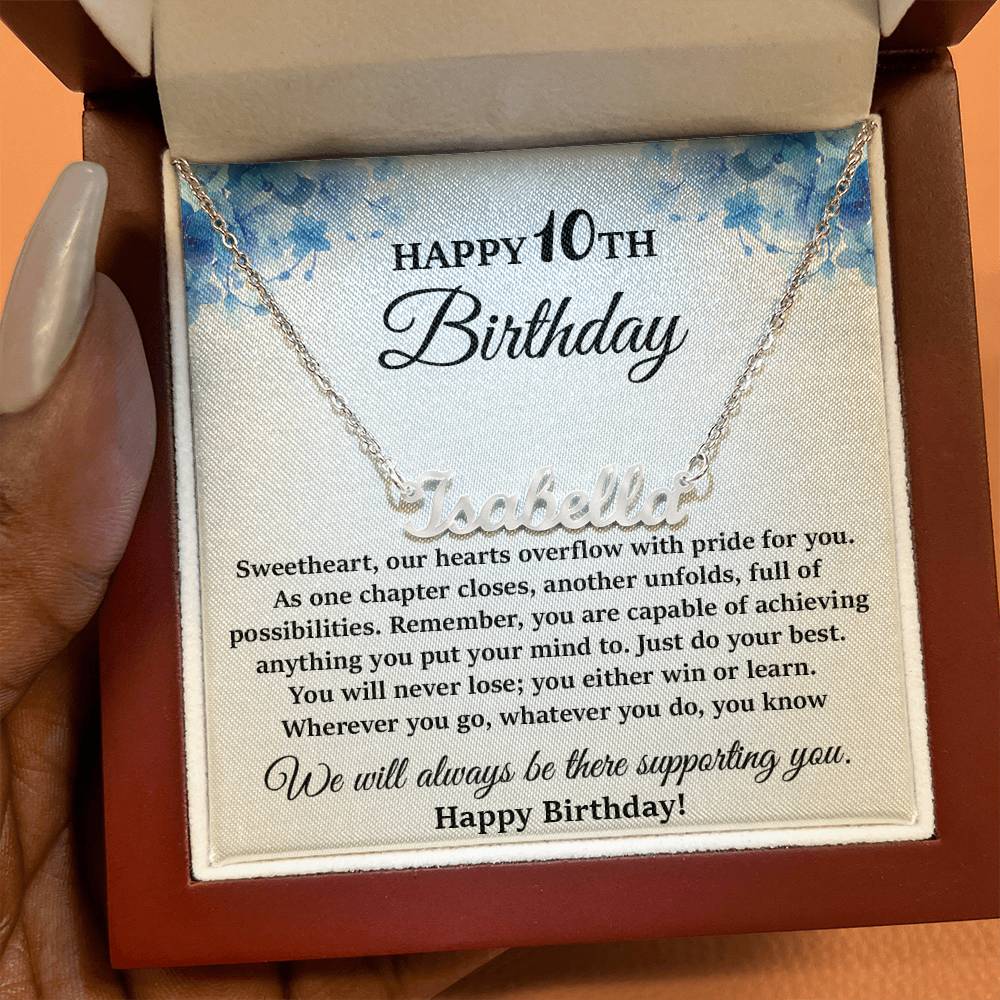 HAPPY 10TH
Birthday
Isabella
Sweetheart, our hearts overflow with pride for you.
As one chapter closes, another unfolds, full of
possibilities. Remember, you are capable of achieving
anything you put your mind to. Just do your best.
You will never lose; you either win or learn.
Wherever you go, whatever you do, you know
We will always be there supporting you.
Happy Birthday!